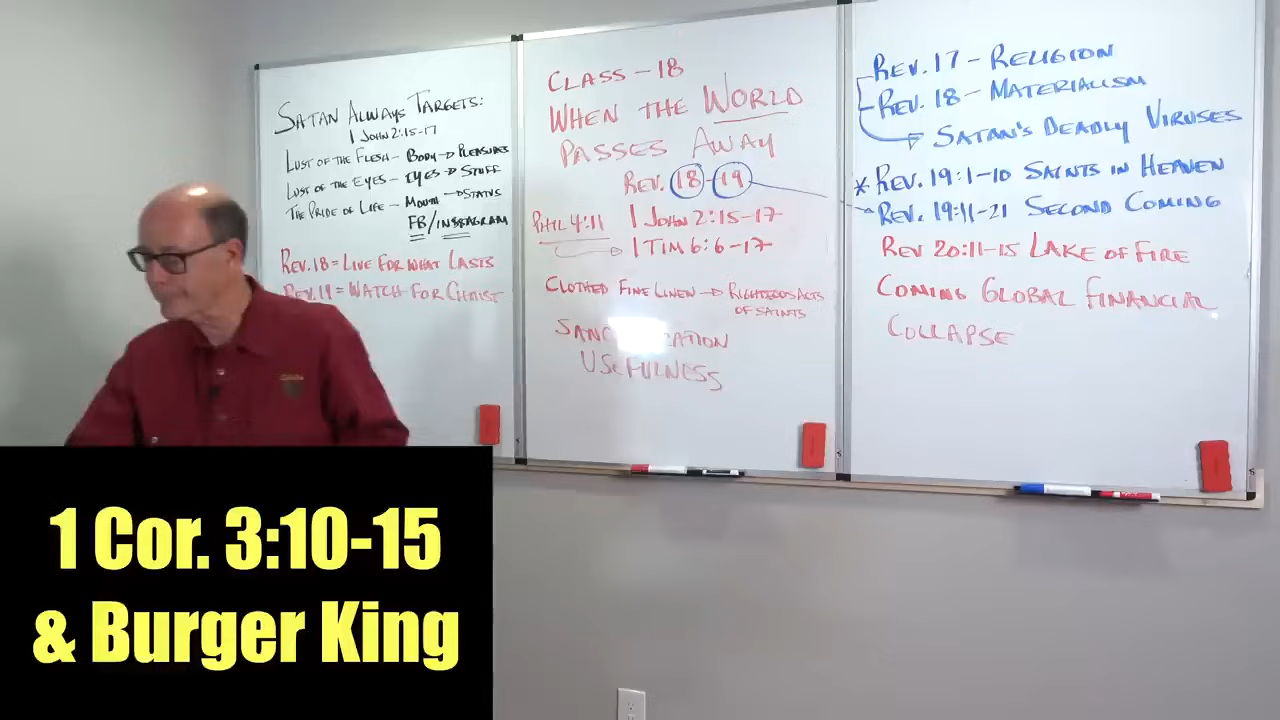 SATAN ALWAYS TARGETS:
1 JOHN 2:15-17
LUST OF THE FLESH - BODY → PLEASURES
LUST OF THE EYES - EYES → STUFF
THE PRIDE OF LIFE - MOUTH → STATUS
FB/INSTAGRAM
REV. 18 = LIVE FOR WHAT LASTS
REV. 19 = WATCH FOR CHRIST
CLASS - 18
WHEN THE WORLD
PASSES AWAY
REV. 18-19
PHIL 4:11 1 JOHN 2:15-17
1 TIM 6:6-17
CLOTHED FINE LINEN → RIGHTEOUS ACTS
OF SAINTS
USEFULNESS
REV. 17 - RELIGION
REV. 18 - MATERIALISM
SATAN'S DEADLY VIRUSES
* REV. 19:1-10 SAINTS IN HEAVEN
REV. 19:11-21 SECOND COMING
REV 20:11-15 LAKE OF FIRE
COMING GLOBAL FINANCIAL
COLLAPSE
1 Cor. 3:10-15
& Burger King